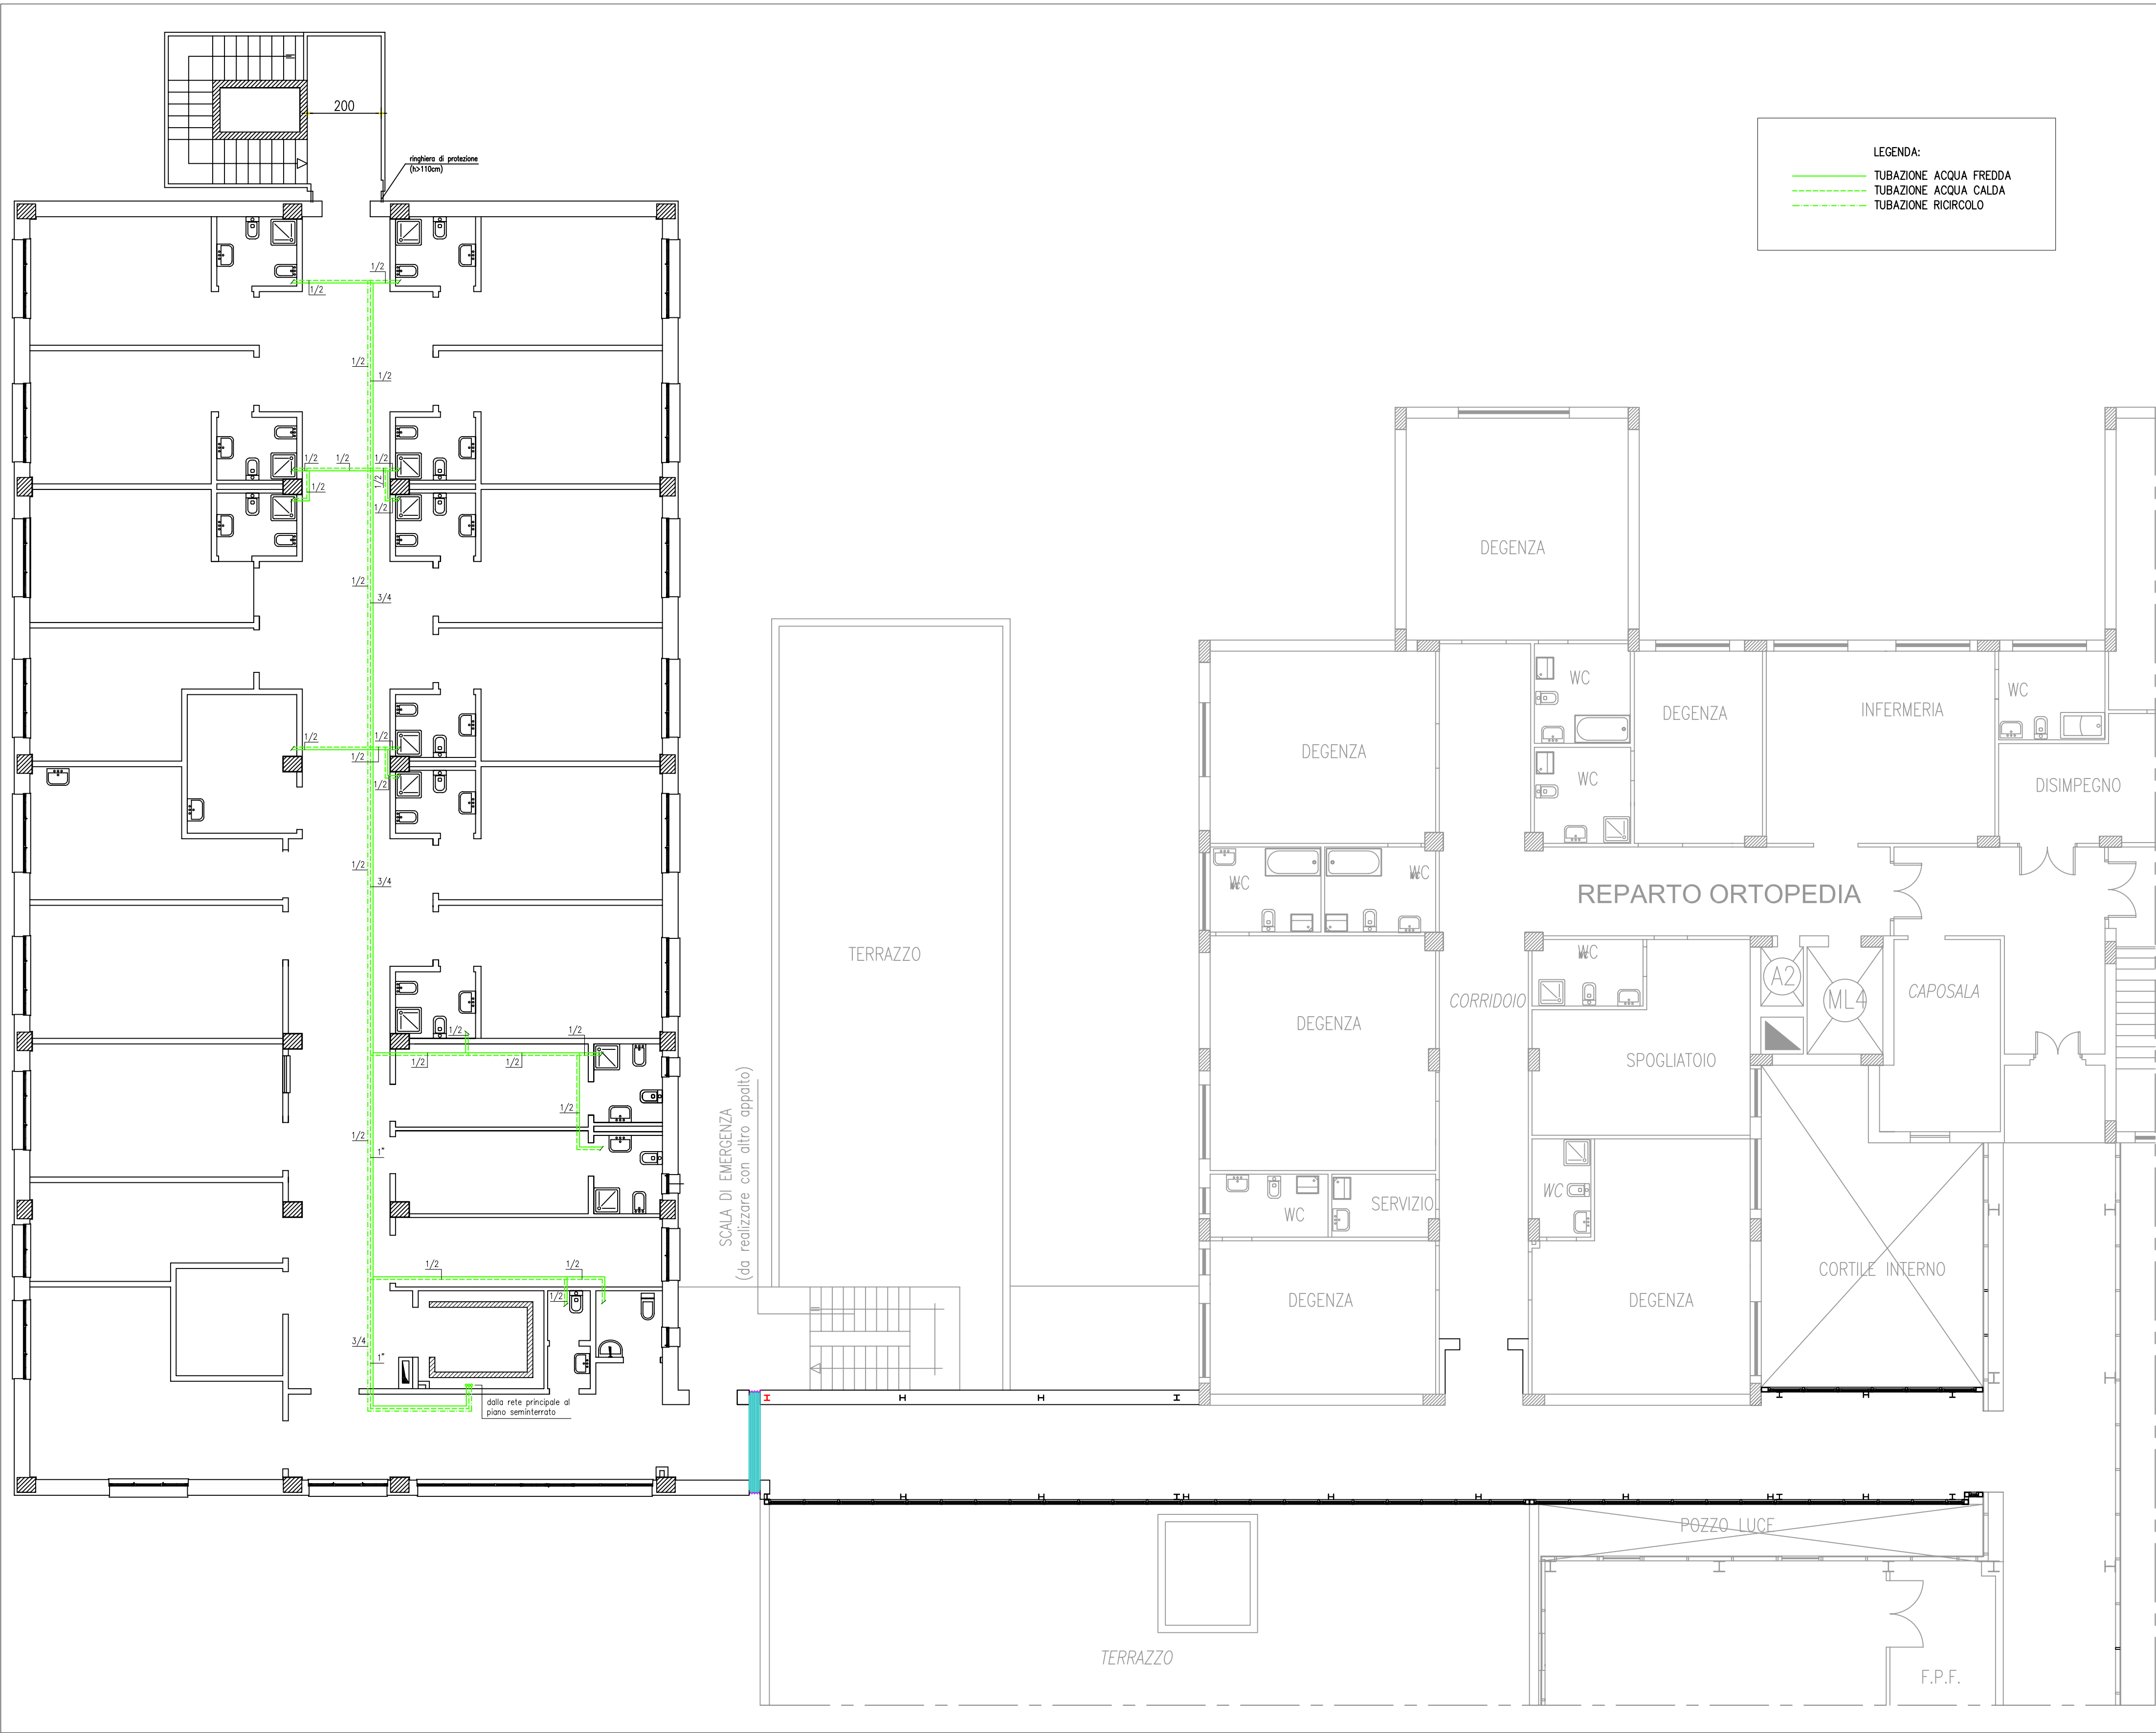 200
ringhiera di protezione
(h>110cm)
LEGENDA:
TUBAZIONE ACQUA FREDDA
TUBAZIONE ACQUA CALDA
TUBAZIONE RICIRCOLO
1/2
1/2
1/2
1/2
1/2
1/2
1/2
1/2
1/2
1/2
1/2
3/4
1/2
1/2
1/2
1/2
1/2
3/4
1/2
1/2
1/2
1/2
1/2
1/2
1"
1/2
1/2
1/2
3/4
1"
dalla rete principale al
piano seminterrato
SCALA DI EMERGENZA
(da realizzare con altro appalto)
TERRAZZO
DEGENZA
WC
DEGENZA
INFERMERIA
WC
DEGENZA
WC
DISIMPEGNO
WC
WC
REPARTO ORTOPEDIA
WC
A2
ML4
CAPOSALA
CORRIDOIO
DEGENZA
SPOGLIATOIO
WC
SERVIZIO
WC
CORTILE INTERNO
DEGENZA
DEGENZA
POZZO LUCE
TERRAZZO
F.P.F.